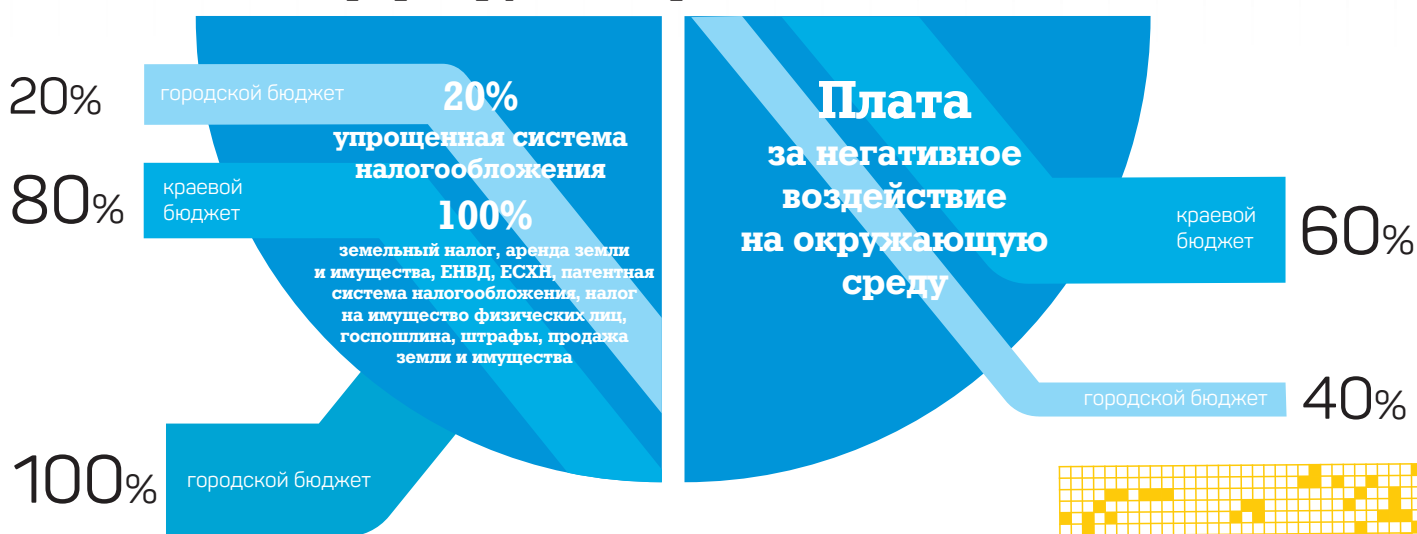 20%
городской бюджет
80%
краевой
бюджет
100%
городской бюджет
20%
упрощенная система
налогообложения
100%
земельный налог, аренда земли
и имущества, ЕНВД, ЕСХН, патентная
система налогообложения, налог
на имущество физических лиц,
госпошлина, штрафы, продажа
земли и имущества
Плата
за негативное
воздействие
на окружающую
среду
краевой
бюджет
60%
городской бюджет
40%